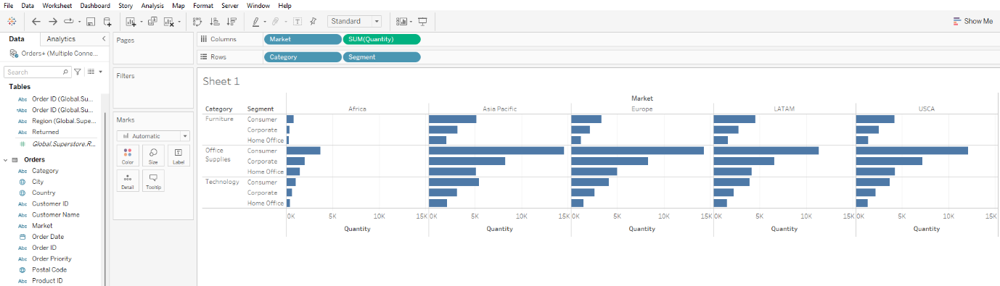 File Data Worksheet Dashboard Story Analysis Map Format Server Window Help
Standard
Show Me
Data Analytics
Orders+ (Multiple Conne...
Search
Tables
Abc Order ID (Global.Su...
Abc Order ID (Global.Su...
Abc Region (Global.Supe...
Abc Returned
# Global.Superstore.R...
Orders
Abc Category
City
Country
Abc Customer ID
Abc Customer Name
Abc Market
Order Date
Abc Order ID
Abc Order Priority
Postal Code
Abc Product ID
Pages
Filters
Marks
Automatic
Color Size Label
Detail Tooltip
Columns Market SUM(Quantity)
Rows Category Segment
Sheet 1
Market
Category Segment Africa Asia Pacific Europe LATAM USCA
Furniture Consumer
Corporate
Home Office
Office Supplies Consumer
Corporate
Home Office
Technology Consumer
Corporate
Home Office
0K 5K 10K 15K 0K 5K 10K 15K 0K 5K 10K 15K 0K 5K 10K 15K 0K 5K 10K 15K
Quantity Quantity Quantity Quantity Quantity